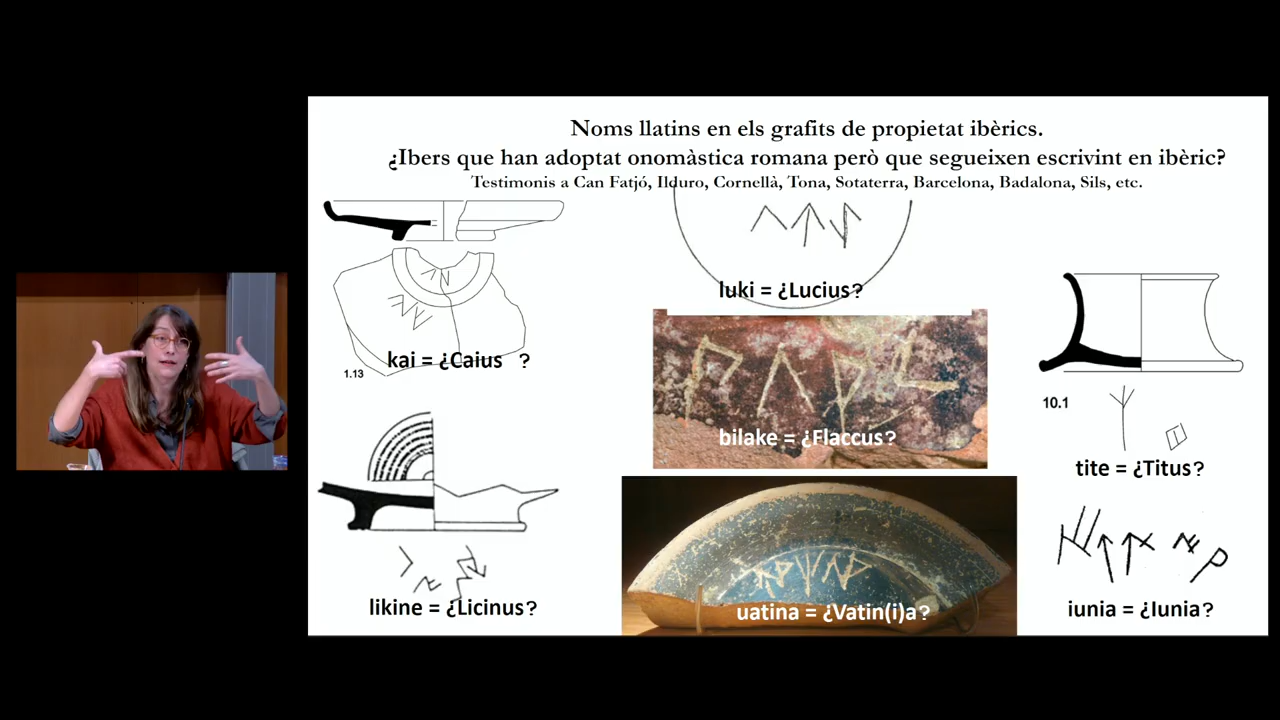 Noms llatins en els grafits de propietat ibèrics.
¿Ibers que han adoptat onomàstica romana però que segueixen escrivint en ibèric?
Testimonis a Can Fatjó, Ilduro, Cornellà, Tona, Sotaterra, Barcelona, Badalona, Sils, etc.
luki = ¿Lucius?
kai = ¿Caius ?
1.13
10.1
bilake = ¿Flaccus?
tite = ¿Titus?
likine = ¿Licinus?
uatina = ¿Vatin(i)a?
iunia = ¿Iunia?